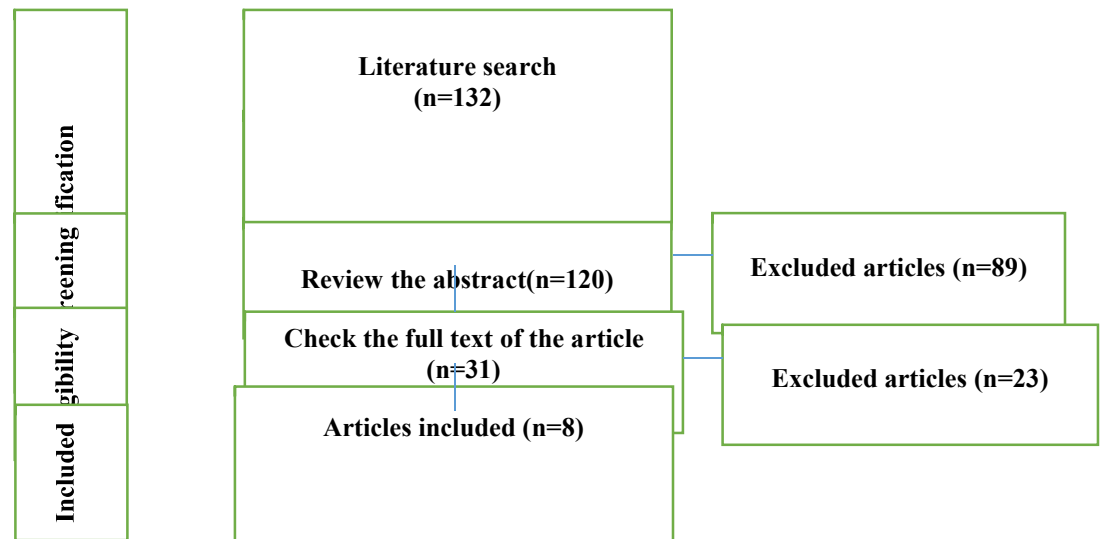 fication
Literature search
(n=132)
reening
Review the abstract(n=120)
Excluded articles (n=89)
gibility
Check the full text of the article
(n=31)
Excluded articles (n=23)
Included
Articles included (n=8)